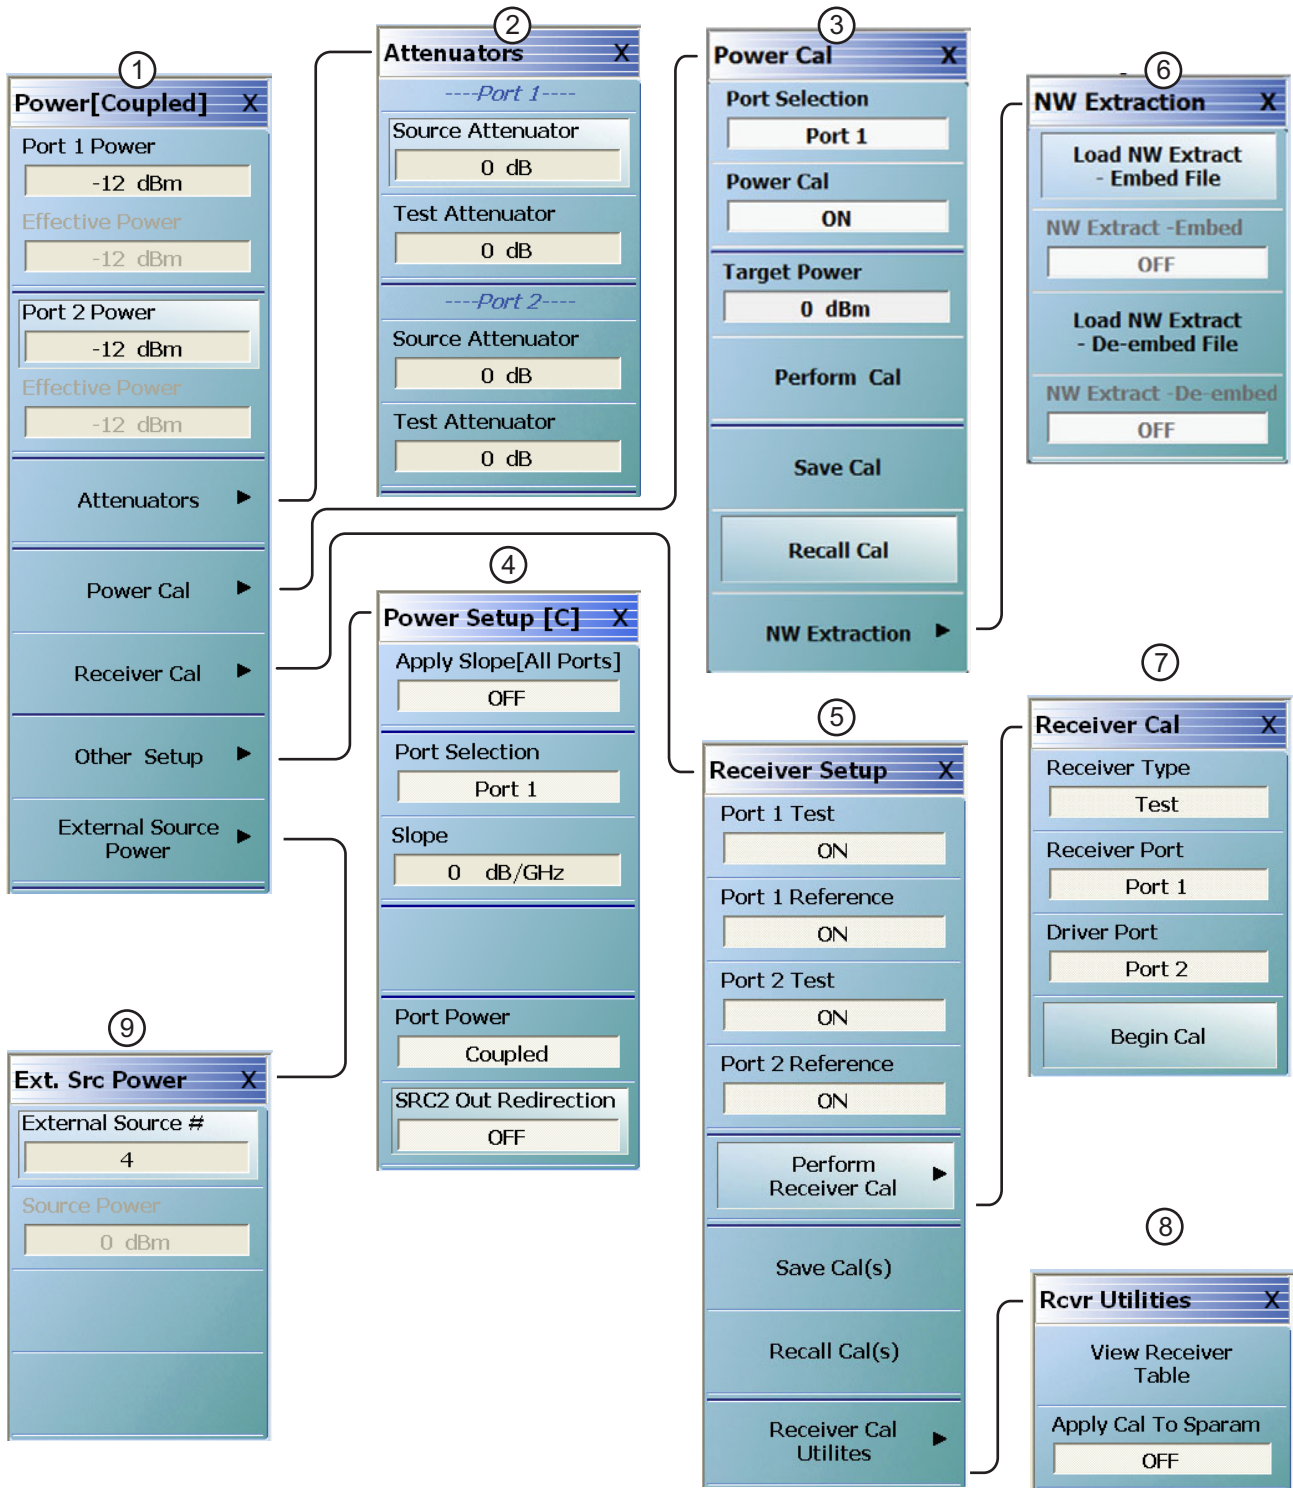 1
Power[Coupled] X
Port 1 Power
-12 dBm
Effective Power
-12 dBm
Port 2 Power
-12 dBm
Effective Power
-12 dBm
Attenuators
Power Cal
Receiver Cal
Other Setup
External Source
Power
2
Attenuators X
----Port 1----
Source Attenuator
0 dB
Test Attenuator
0 dB
----Port 2----
Source Attenuator
0 dB
Test Attenuator
0 dB
3
Power Cal X
Port Selection
Port 1
Power Cal
ON
Target Power
0 dBm
Perform Cal
Save Cal
Recall Cal
NW Extraction
4
Power Setup [C] X
Apply Slope[All Ports]
OFF
Port Selection
Port 1
Slope
0 dB/GHz
Port Power
Coupled
SRC2 Out Redirection
OFF
5
Receiver Setup X
Port 1 Test
ON
Port 1 Reference
ON
Port 2 Test
ON
Port 2 Reference
ON
Perform
Receiver Cal
Save Cal(s)
Recall Cal(s)
Receiver Cal
Utilites
6
NW Extraction X
Load NW Extract
- Embed File
NW Extract -Embed
OFF
Load NW Extract
- De-embed File
NW Extract -De-embed
OFF
7
Receiver Cal X
Receiver Type
Test
Receiver Port
Port 1
Driver Port
Port 2
Begin Cal
8
Rcvr Utilities X
View Receiver
Table
Apply Cal To Sparam
OFF
9
Ext. Src Power X
External Source #
4
Source Power
0 dBm